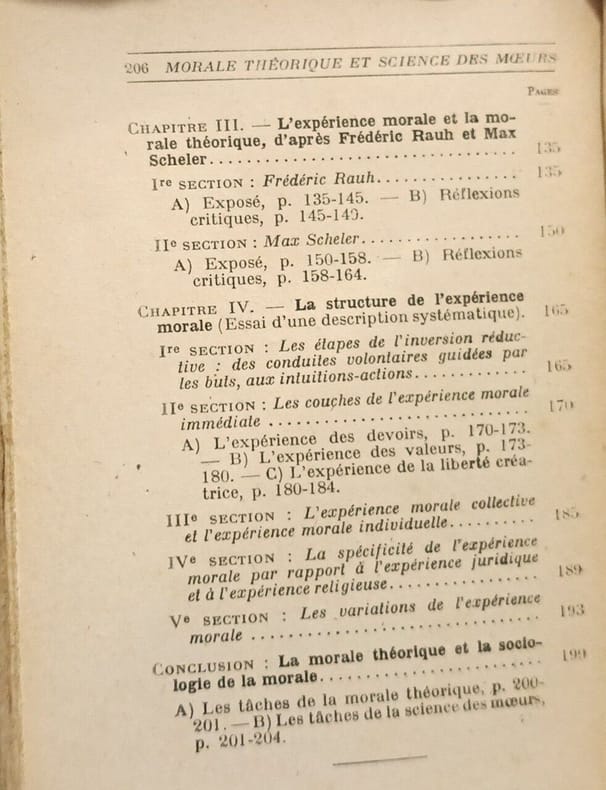 206 MORALE THÉORIQUE ET SCIENCE DES MŒURS
PAGES
CHAPITRE III. — L'expérience morale et la mo-
rale théorique, d'après Frédéric Rauh et Max
Scheler................................. 135
Ire SECTION : Frédéric Rauh............... 135
A) Exposé, p. 135-145. — B) Réflexions
critiques, p. 145-149.
IIe SECTION : Max Scheler................. 150
A) Exposé, p. 150-158. — B) Réflexions
critiques, p. 158-164.
CHAPITRE IV. — La structure de l'expérience
morale (Essai d'une description systématique). 165
Ire SECTION : Les étapes de l'inversion réduc-
tive : des conduites volontaires guidées par
les buts, aux intuitions-actions............ 165
IIe SECTION : Les couches de l'expérience morale
immédiale ........................... 170
A) L'expérience des devoirs, p. 170-173.
— B) L'expérience des valeurs, p. 173-
180. — C) L'expérience de la liberté créa-
trice, p. 180-184.
IIIe SECTION : L'expérience morale collective
et l'expérience morale individuelle.......... 185
IVe SECTION : La spécificité de l'expérience
morale par rapport à l'expérience juridique
et à l'expérience religieuse............... 189
Ve SECTION : Les variations de l'expérience
morale ............................. 193
CONCLUSION : La morale théorique et la socio-
logie de la morale...................... 199
A) Les tâches de la morale théorique, p. 200-
201. — B) Les tâches de la science des mœurs,
p. 201-204.